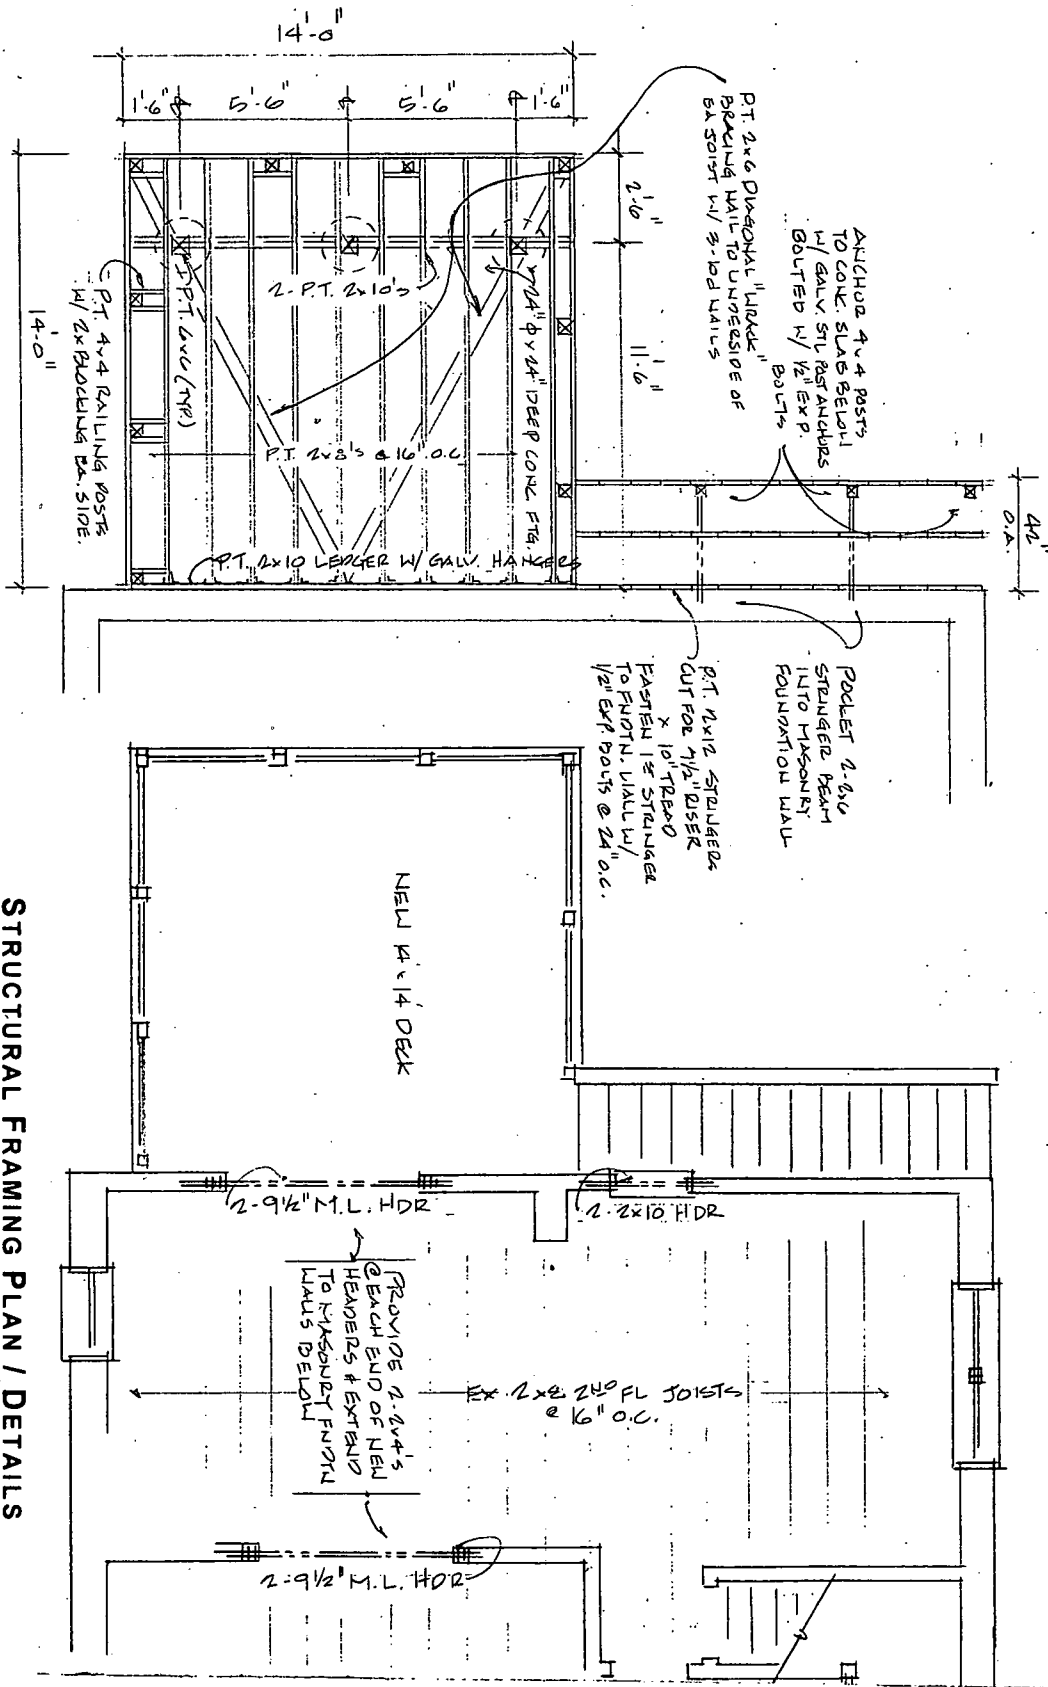 14'-0"
1'-6" 5'-6" 5'-6" 1'-6"
P.T. 2x6 DIAGONAL "WRACK"
BRACING NAIL TO UNDERSIDE OF
EA JOIST W/ 3-10d NAILS
2'-6"
11'-6"
ANCHOR 4x4 POSTS
TO CONC. SLAB BELOW
W/ GALV. STL POST ANCHORS
BOLTED W/ 1/2" EXP.
BOLTS
42"
O.A.
2-P.T. 2x10's
24" φ x 24" DEEP CONC. FTG.
P.T. 6x6 (TYP.)
P.T. 2x8's @ 16" O.C.
P.T. 4x4 RAILING POSTS
W/ 2x BLOCKING EA. SIDE.
14'-0"
P.T. 2x10 LEDGER W/ GALV. HANGERS
P.T. 2x12 STRINGERS
CUT FOR 7 1/2" RISER
x 10" TREAD
FASTEN 1ST STRINGER
TO FNDTN. WALL W/
1/2" EXP. BOLTS @ 24" O.C.
POCKET 2-2x6
STRINGER BEAM
INTO MASONRY
FOUNDATION WALL
NEW 14'x14' DECK
2-9 1/2" M.L. HDR
2-2x10 HDR
PROVIDE 2-2x4's
@ EACH END OF NEW
HEADERS & EXTEND
TO MASONRY FNDTN
WALLS BELOW
EX. 2x8 2ND FL JOISTS
@ 16" O.C.
2-9 1/2" M.L. HDR
STRUCTURAL FRAMING PLAN / DETAILS